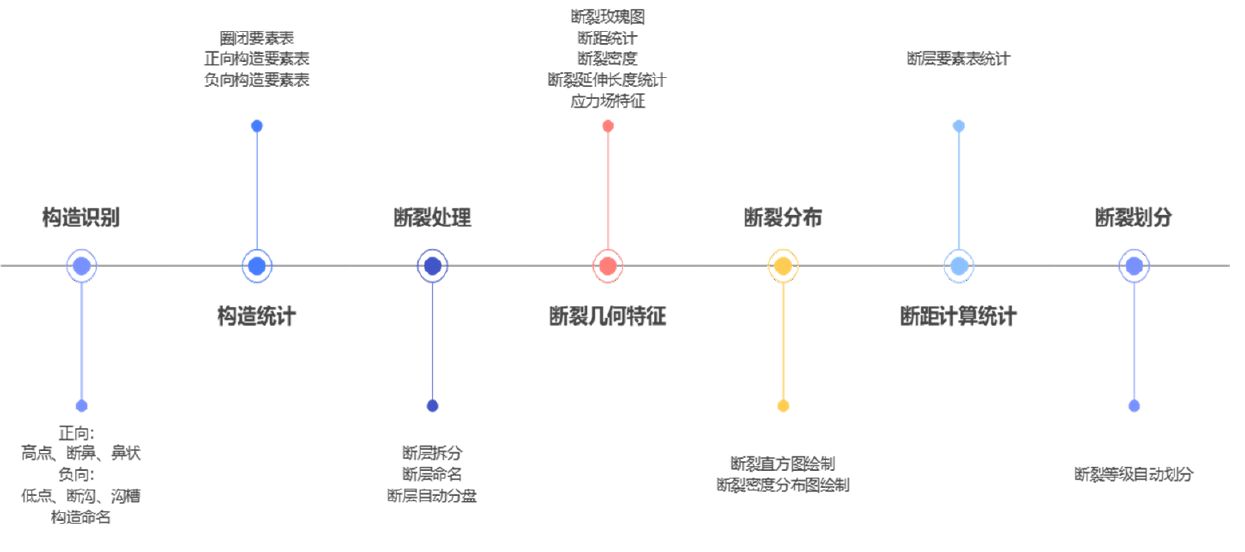 构造识别
正向：
高点、断鼻、鼻状
负向：
低点、断沟、沟槽
构造命名
圈闭要素表
正向构造要素表
负向构造要素表
构造统计
断裂处理
断层拆分
断层命名
断层自动分盘
断裂玫瑰图
断距统计
断裂密度
断裂延伸长度统计
应力场特征
断裂几何特征
断裂分布
断裂直方图绘制
断裂密度分布图绘制
断层要素表统计
断距计算统计
断裂划分
断裂等级自动划分